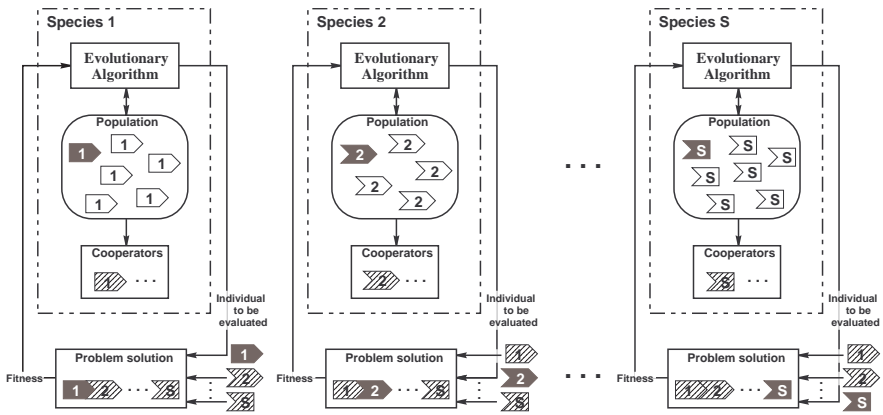 Species 1
Evolutionary
Algorithm
Population
1
1
1
1
1
1
Cooperators
1 . . .
Individual
to be
evaluated
1
Problem solution
2
Fitness
1 2 . . . S
S
Species 2
Evolutionary
Algorithm
Population
2
2
2
2
2
Cooperators
2 . . .
Individual
to be
evaluated
1
Problem solution
2
Fitness
1 2 . . . S
S
. . .
. . .
Species S
Evolutionary
Algorithm
Population
S
S
S
S
S
S
S
Cooperators
S . . .
Individual
to be
evaluated
1
Problem solution
2
Fitness
1 2 . . . S
S